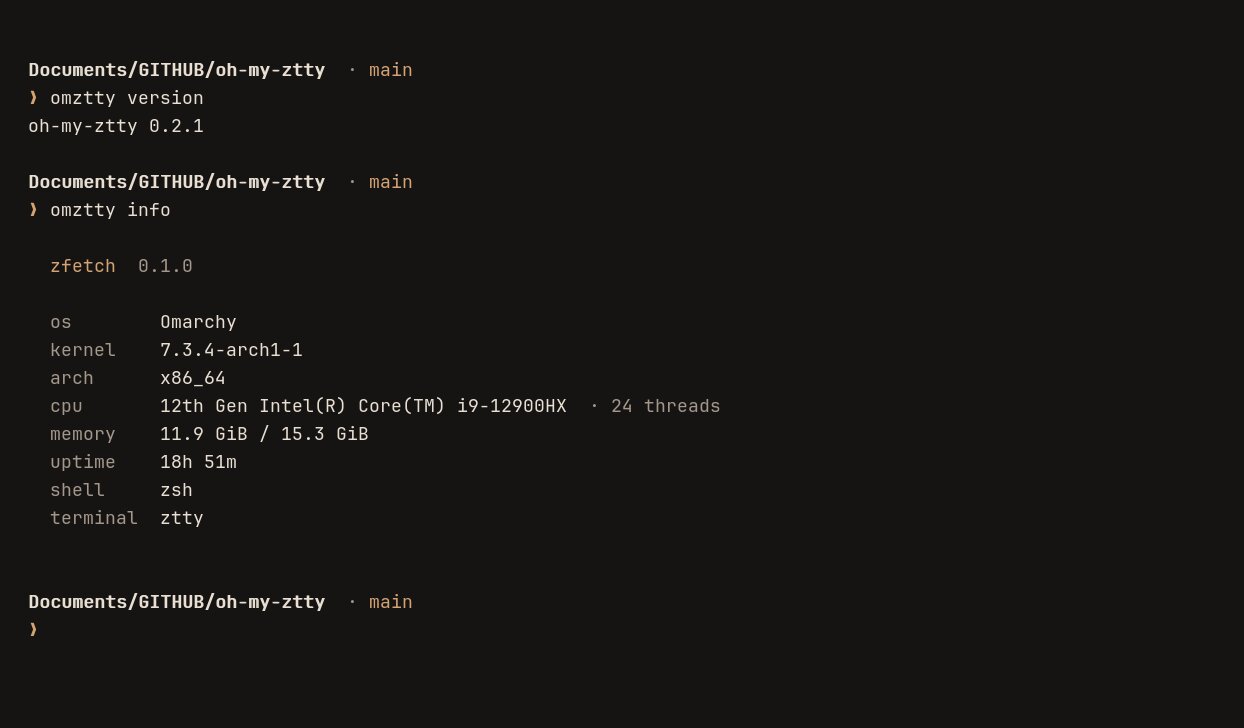 Documents/GITHUB/oh-my-ztty · main
❯ omztty version
oh-my-ztty 0.2.1
Documents/GITHUB/oh-my-ztty · main
❯ omztty info
zfetch 0.1.0
os Omarchy
kernel 7.3.4-arch1-1
arch x86_64
cpu 12th Gen Intel(R) Core(TM) i9-12900HX · 24 threads
memory 11.9 GiB / 15.3 GiB
uptime 18h 51m
shell zsh
terminal ztty
Documents/GITHUB/oh-my-ztty · main
❯